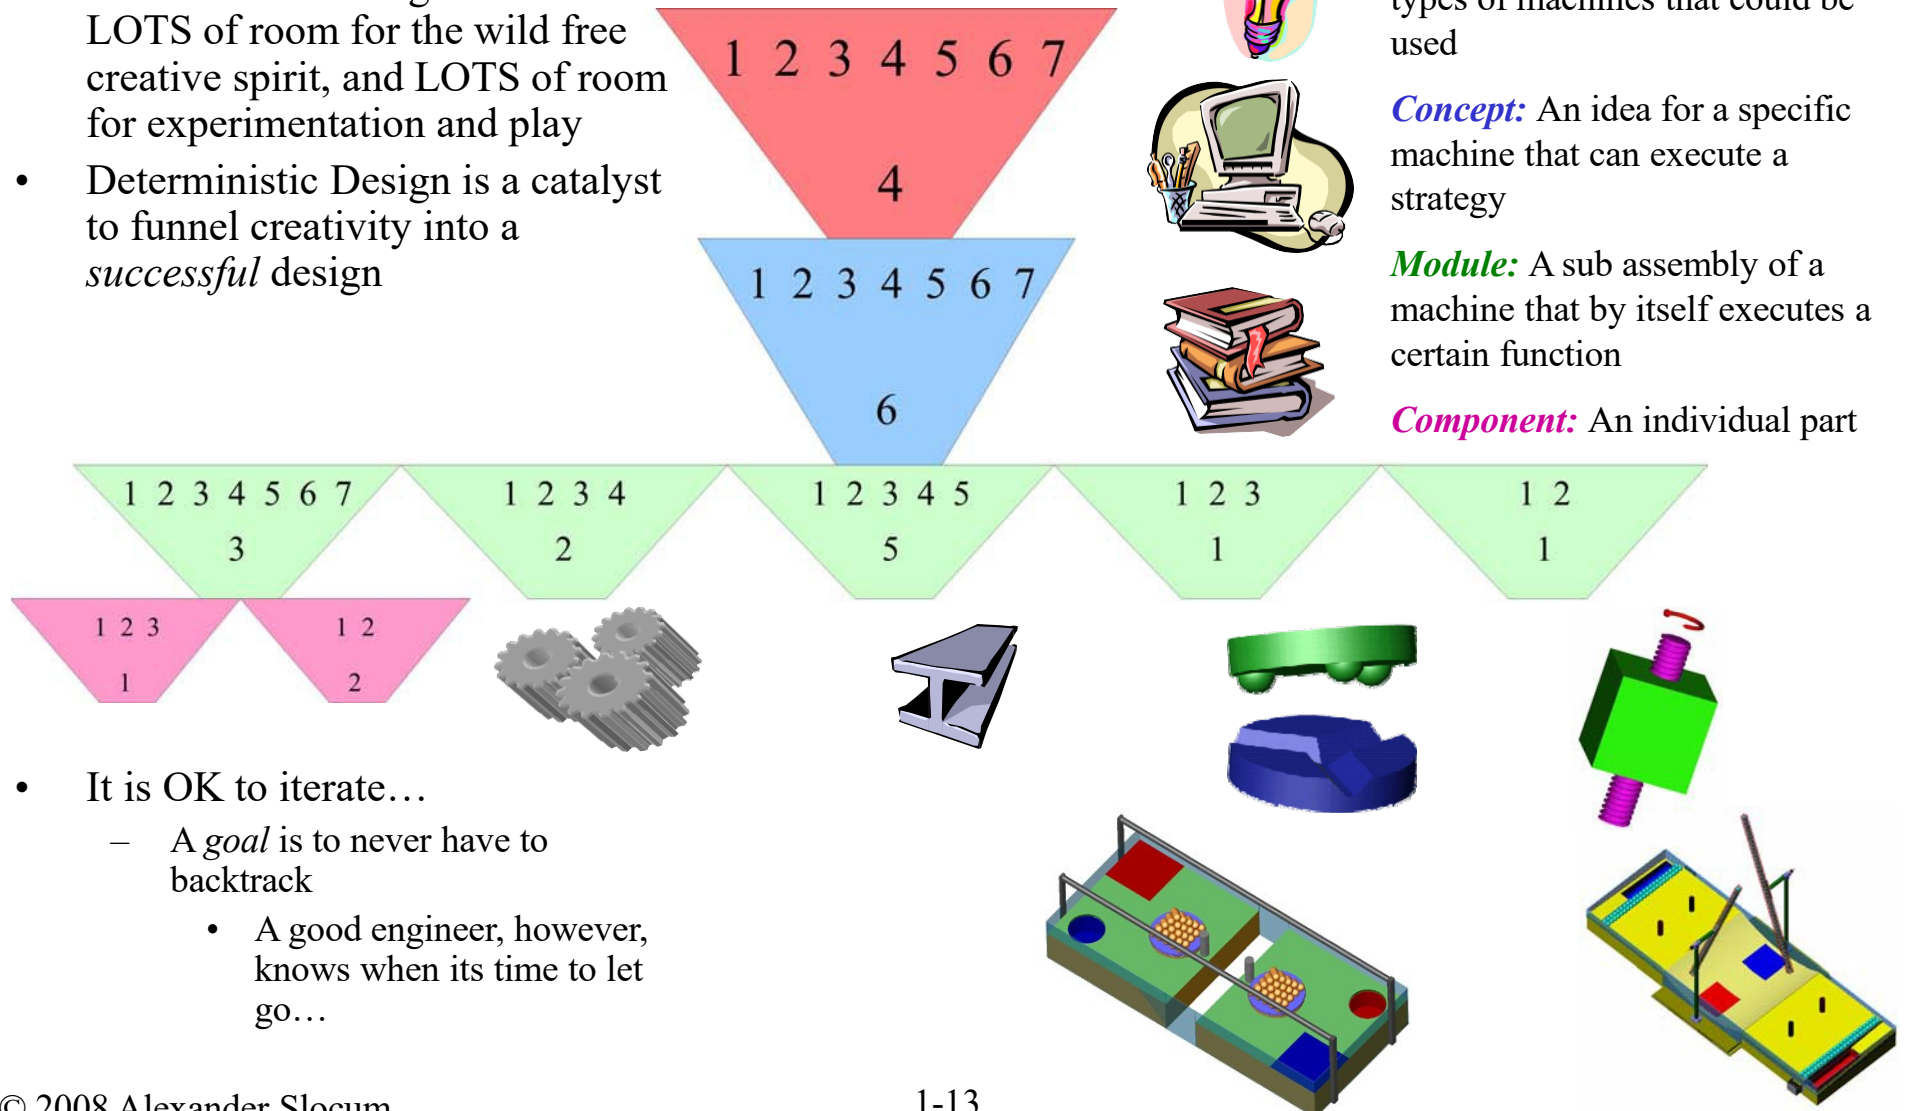 LOTS of room for the wild free
creative spirit, and LOTS of room
for experimentation and play
• Deterministic Design is a catalyst
to funnel creativity into a
successful design
1 2 3 4 5 6 7
4
1 2 3 4 5 6 7
6
types of machines that could be
used
Concept: An idea for a specific
machine that can execute a
strategy
Module: A sub assembly of a
machine that by itself executes a
certain function
Component: An individual part
1 2 3 4 5 6 7
3
1 2 3 4
2
1 2 3 4 5
5
1 2 3
1
1 2
1
1 2 3
1
1 2
2
• It is OK to iterate…
– A goal is to never have to
backtrack
• A good engineer, however,
knows when its time to let
go…
© 2008 Alexander Slocum
1-13